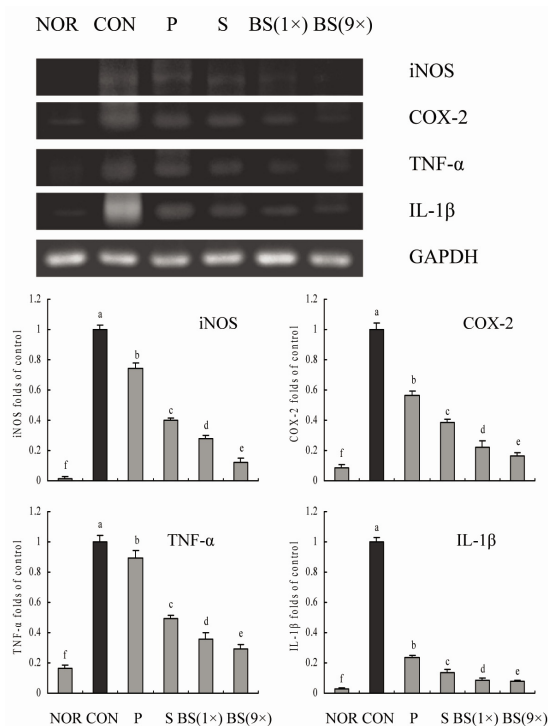 NOR CON P S BS(1×) BS(9×)
iNOS
COX-2
TNF-α
IL-1β
GAPDH
iNOS
iNOS folds of control
1.2
1
0.8
0.6
0.4
0.2
0
f
a
b
c
d
e
COX-2
COX-2 folds of control
1.2
1
0.8
0.6
0.4
0.2
0
f
a
b
c
d
e
TNF-α
TNF-α folds of control
1.2
1
0.8
0.6
0.4
0.2
0
f
a
b
c
d
e
NOR CON P S BS(1×) BS(9×)
IL-1β
IL-1β folds of control
1.2
1
0.8
0.6
0.4
0.2
0
f
a
b
c
d
e
NOR CON P S BS(1×) BS(9×)